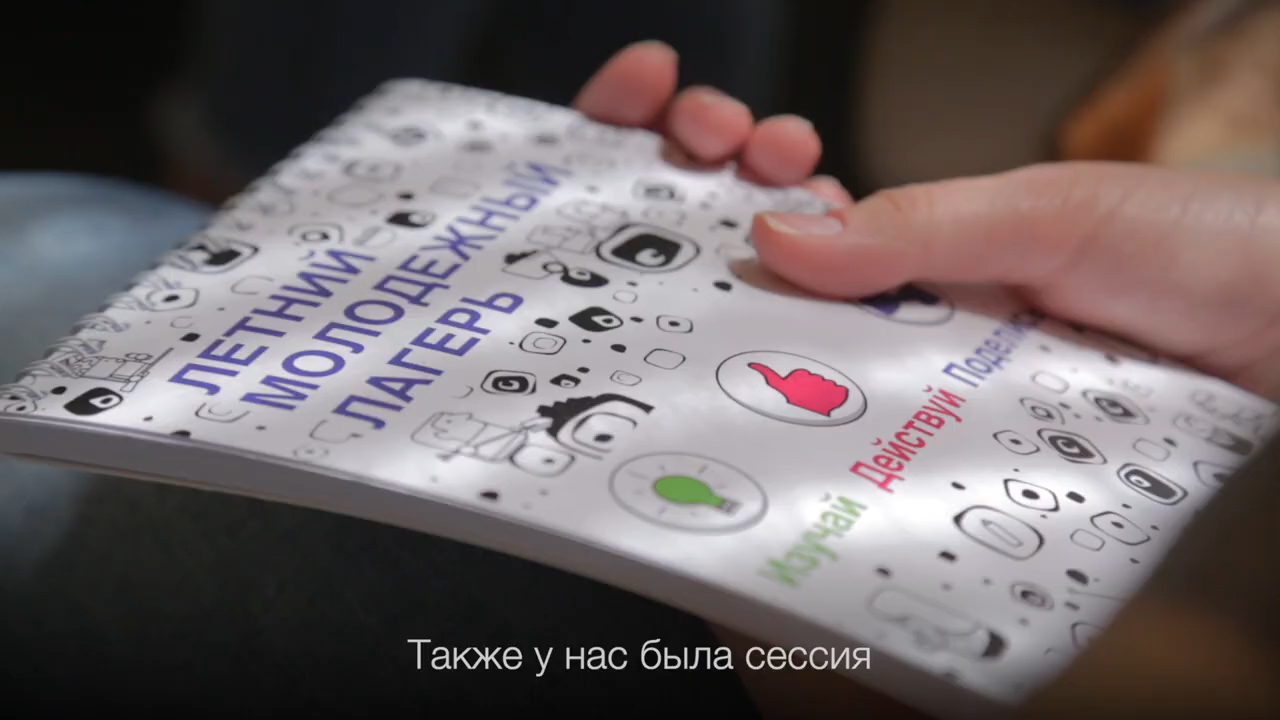 ЛЕТНИЙ
МОЛОДЕЖНЫЙ
ЛАГЕРЬ
Изучай
Действуй
Также у нас была сессия